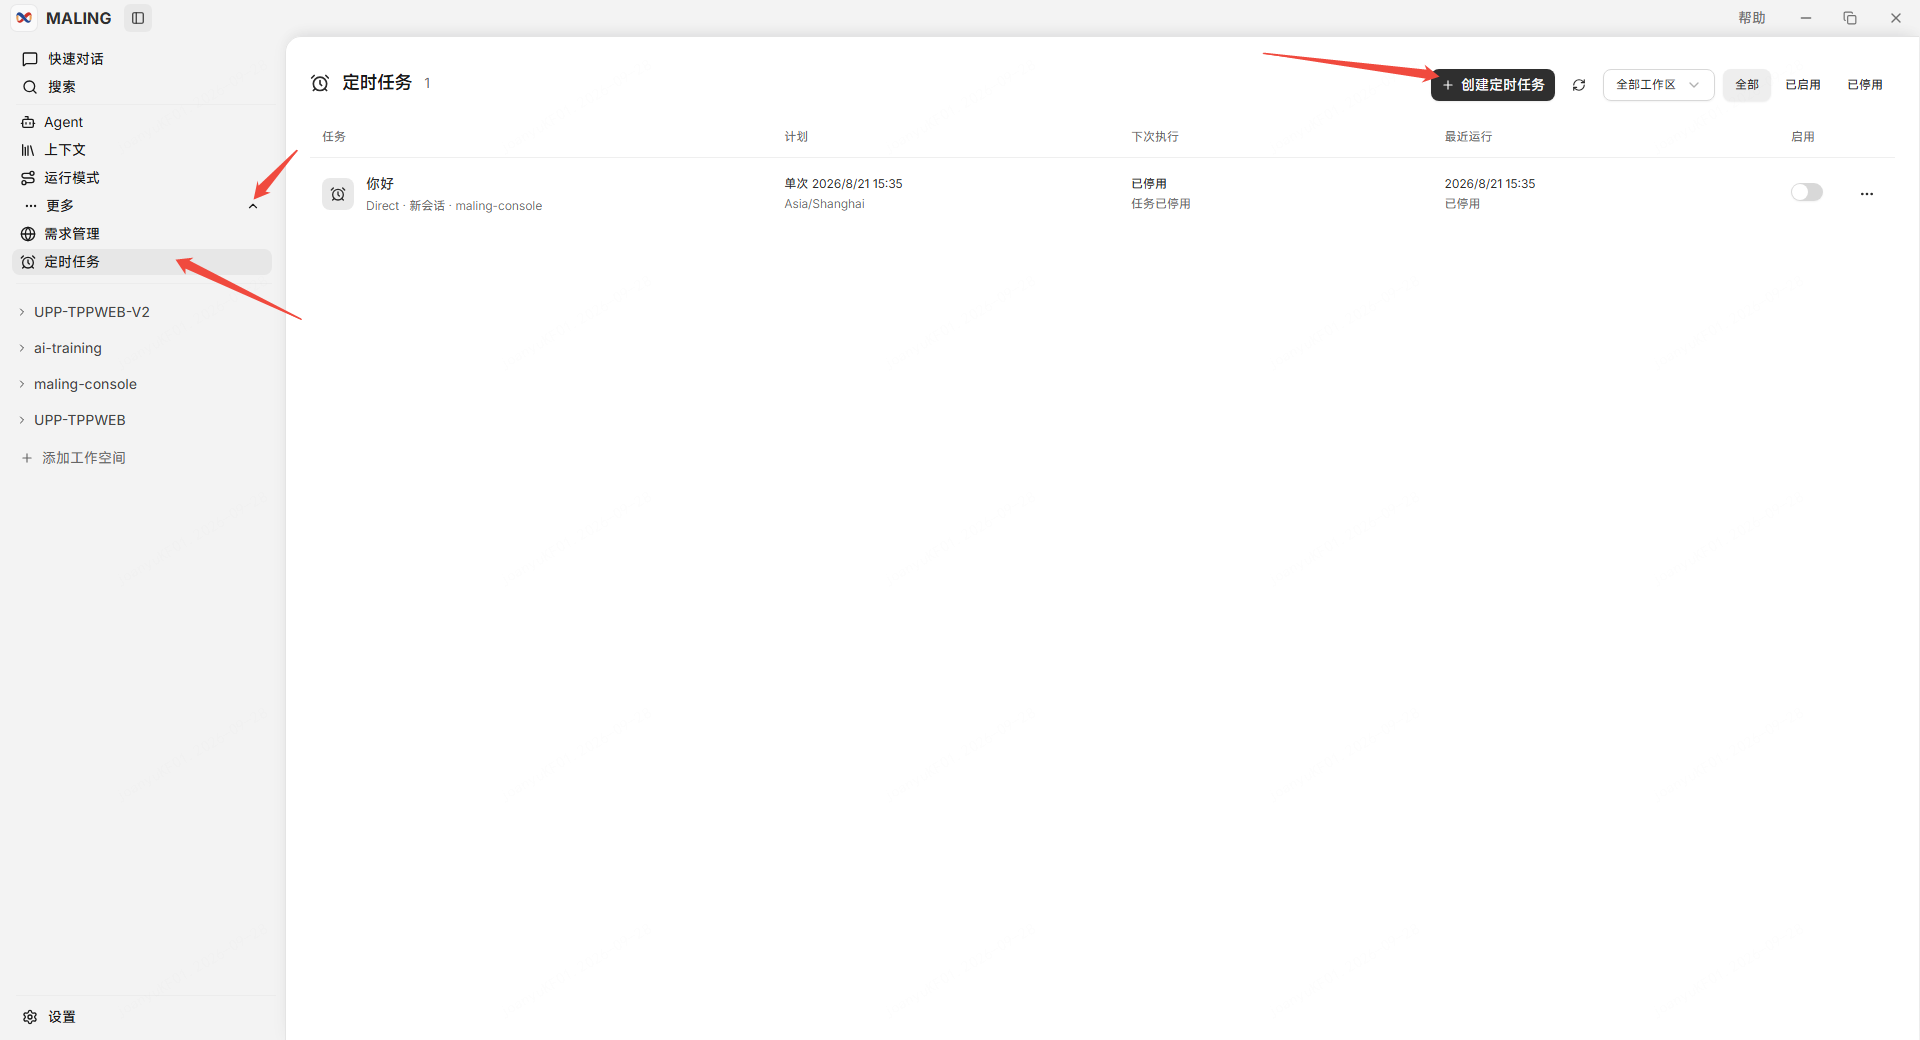 MALING
帮助
快速对话
搜索
Agent
上下文
运行模式
更多
需求管理
定时任务
UPP-TPPWEB-V2
ai-training
maling-console
UPP-TPPWEB
添加工作空间
设置
定时任务 1
创建定时任务 全部工作区 全部 已启用 已停用
任务 计划 下次执行 最近运行 启用
你好 单次 2026/8/21 15:35 已停用 2026/8/21 15:35
Direct · 新会话 · maling-console Asia/Shanghai 任务已停用 已停用